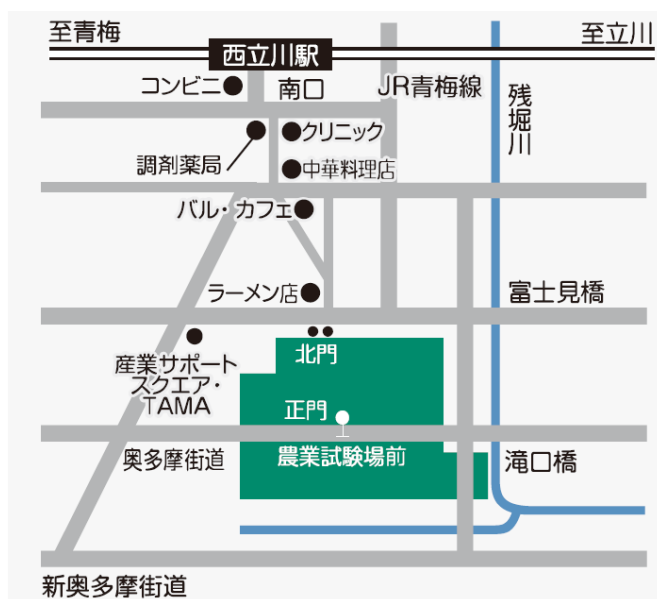 至青梅
至立川
西立川駅
コンビニ
南口
JR青梅線
残堀川
クリニック
調剤薬局
中華料理店
バル・カフェ
ラーメン店
富士見橋
北門
産業サポート
スクエア・
TAMA
正門
奥多摩街道
農業試験場前
滝口橋
新奥多摩街道